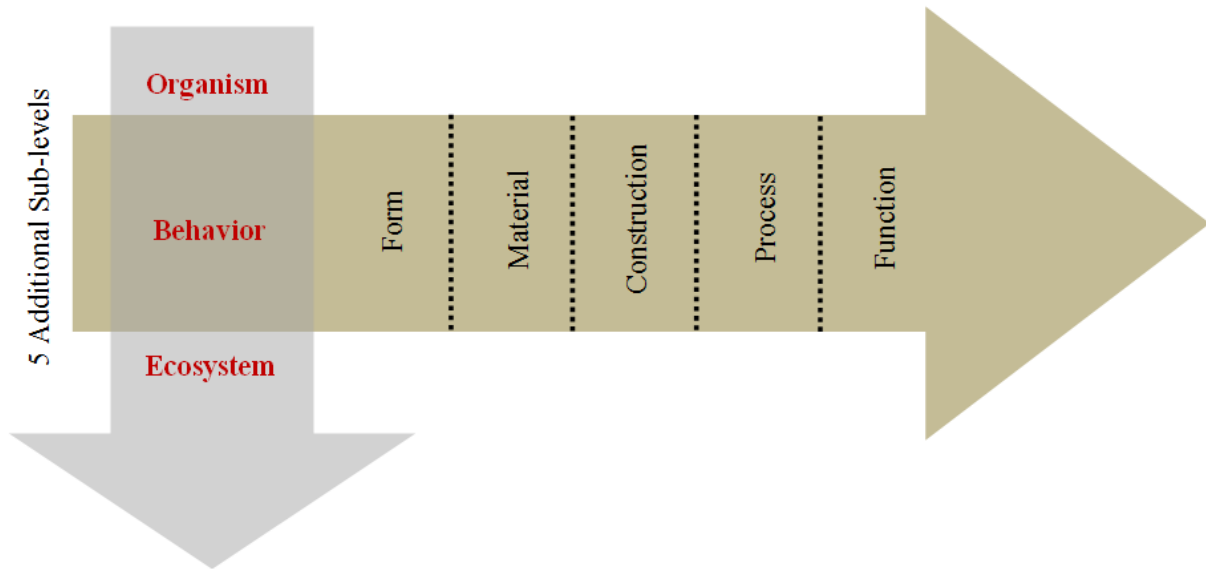 5 Additional Sub-levels
Organism
Behavior
Ecosystem
Form
Material
Construction
Process
Function